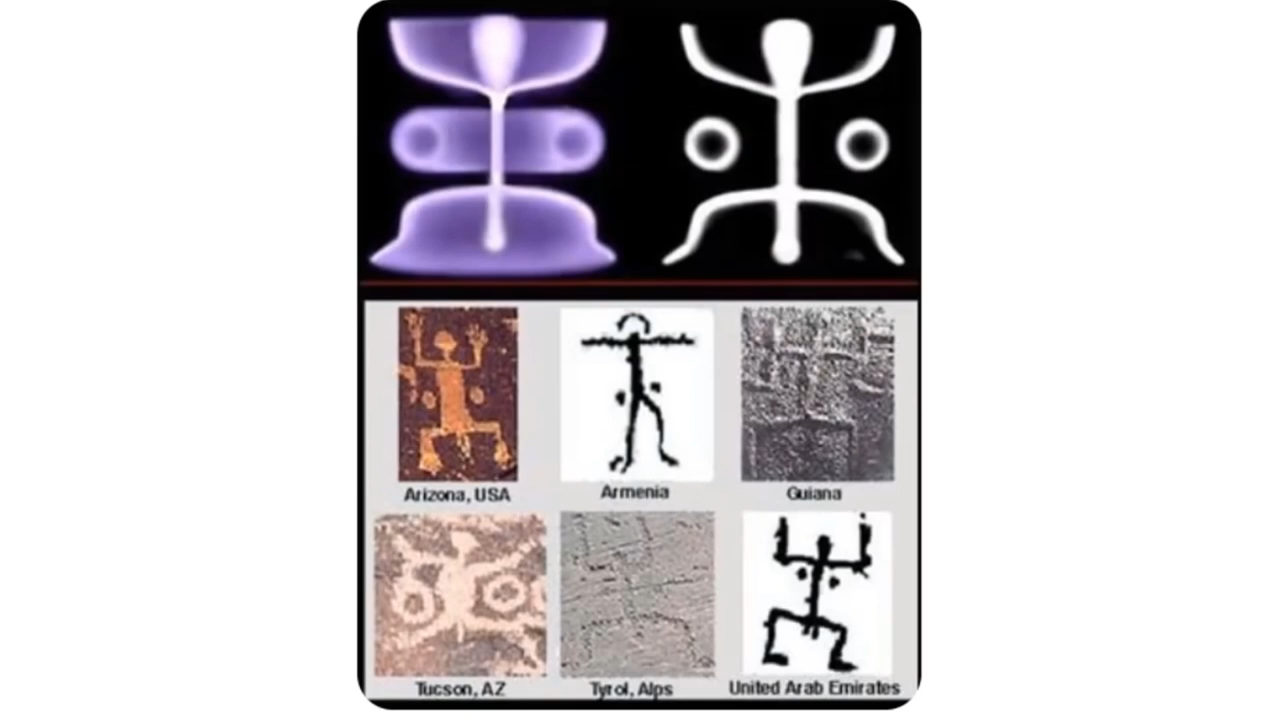 Arizona, USA
Armenia
Guiana
Tucson, AZ
Tyrol, Alps
United Arab Emirates